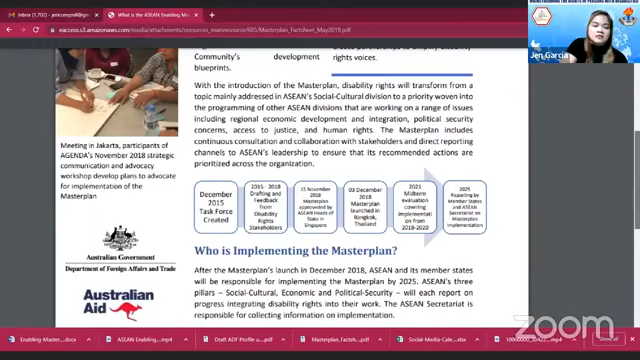 MAINSTREAMING THE RIGHTS OF PERSONS WITH
Inbox (1,702) -
What is the ASEAN Enabling Mas
eaccess.s3.amazonaws.com/media/attachments/resources_mainresource/605/Masterplan_Factsheet_May2019.pdf
Jen Garcia
Community's development
blueprints.
rights voices.
With the introduction of the Masterplan, disability rights will transform from a
topic mainly addressed in ASEAN's Social-Cultural division to a priority woven into
the programming of other ASEAN divisions that are working on a range of issues
including regional economic development and integration, political security
concerns, access to justice, and human rights. The Masterplan includes
continuous consultation and collaboration with stakeholders and direct reporting
channels to ASEAN's leadership to ensure that its recommended actions are
prioritized across the organization.
Meeting in Jakarta, participants of
AGENDA's November 2018 strategic
communication and advocacy
workshop develop plans to advocate
for implementation of the
Masterplan
December
2015
Task Force
Created
2015 - 2018
Drafting and
Feedback
from
Disability
Rights
Stakeholders
15 November
2018
Masterplan
ASEAN Heads
of State in
Singapore
03 December
2018
Masterplan
launched in
Bangkok,
Thailand
2021
Midterm
evaluation
covering
implementati
on from
2018-2020
2025
Reporting by
Member States
and ASEAN
Secretariat on
Masterplan
Implementation
Australian Government
Department of Foreign Affairs and Trade
Australian
Aid
Who is Implementing the Masterplan?
After the Masterplan's launch in December 2018, ASEAN and its member states
will be responsible for implementing the Masterplan by 2025. ASEAN's three
pillars - Social-Cultural, Economic and Political-Security - will each report on
progress integrating disability rights into their work. The ASEAN Secretariat is
responsible for collecting information on implementation.
zoom
Enabling-Master....docx
ASEAN Enabling....mp4
Draft ADF Profile u....mp4
Masterplan_Factsh....pdf
Social-Media-Cale....xlsx
Show all